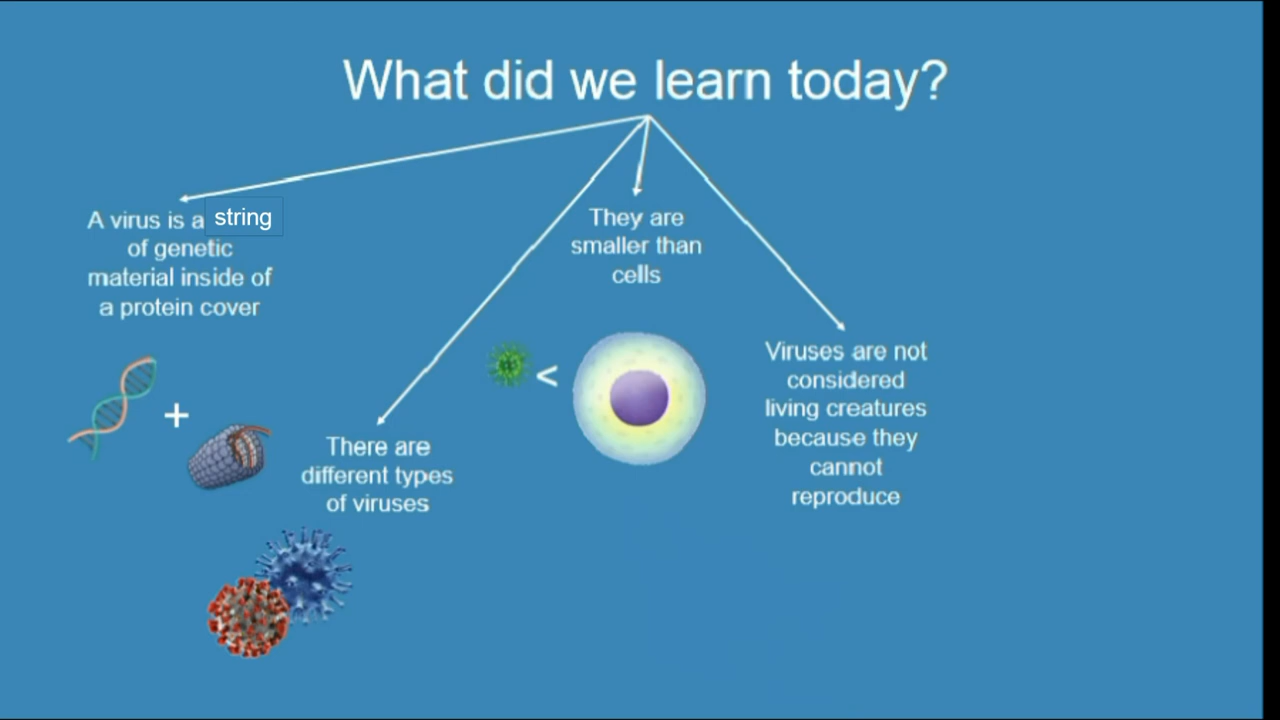 What did we learn today?
A virus is a string
of genetic
material inside of
a protein cover
+
There are
different types
of viruses
They are
smaller than
cells
<
Viruses are not
considered
living creatures
because they
cannot
reproduce